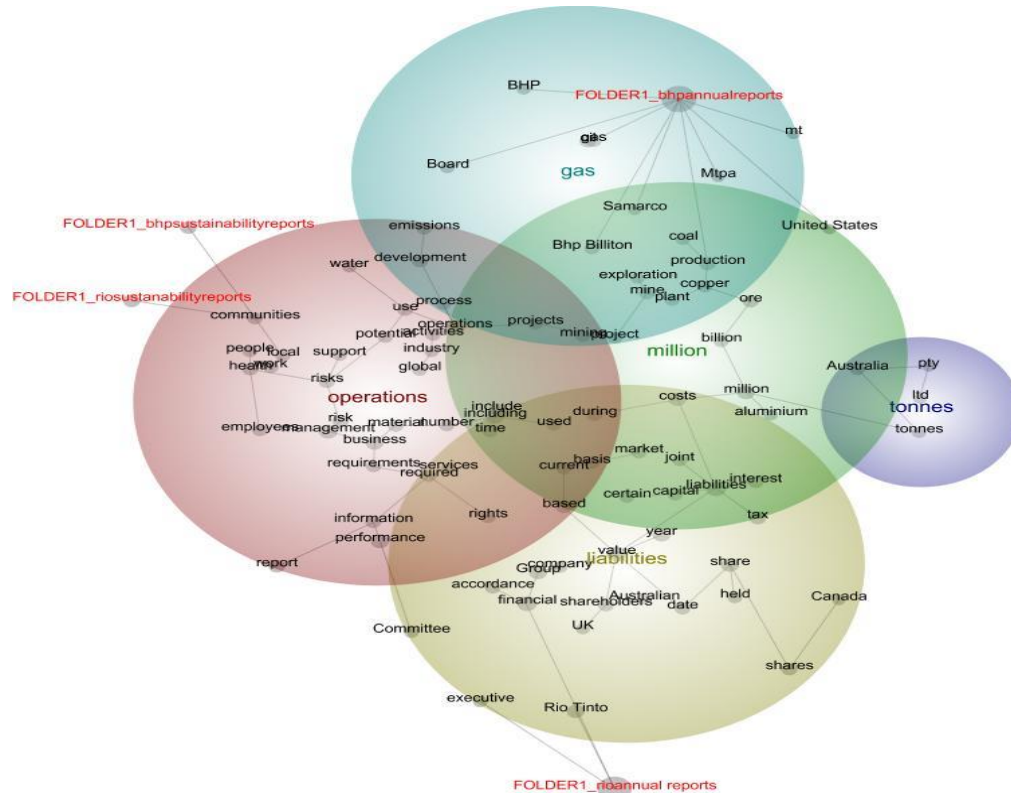 BHP
FOLDER1_bhpannualreports
gas
mt
Board
gas
Mtpa
Samarco
FOLDER1_bhpsustainabilityreports
emissions
United States
coal
Bhp Billiton
water
development
production
exploration
mine
copper
FOLDER1_riosustanabilityreports
plant
process
ore
use
communities
operations
projects
potential
activities
mining
project
billion
people
local
support
industry
million
health
work
global
Australia
pty
risks
operations
million
costs
ltd
tonnes
include
during
aluminium
including
risk
material
number
used
employees
management
time
tonnes
business
market
basis
joint
requirements
services
current
required
liabilities
interest
certain
capital
based
rights
tax
information
year
performance
value
liabilities
report
company
share
Group
accordance
Australian
held
Canada
financial
shareholders
date
UK
Committee
shares
executive
Rio Tinto
FOLDER1_rioannual reports